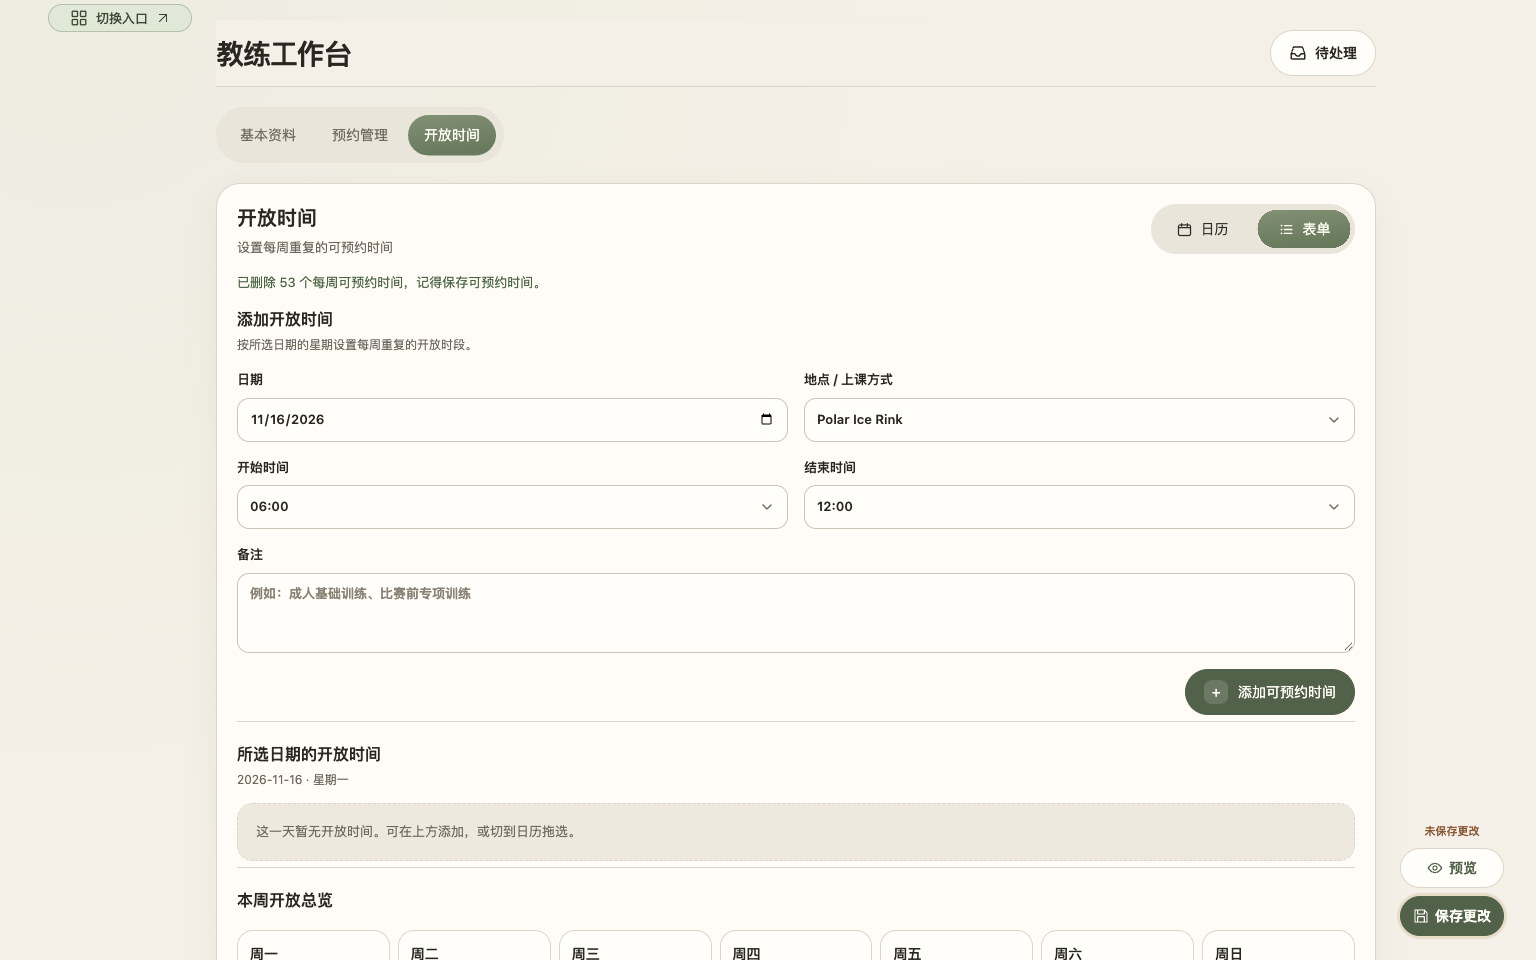 切换入口
教练工作台
待处理
基本资料
预约管理
开放时间
开放时间
设置每周重复的可预约时间
日历
表单
已删除 53 个每周可预约时间，记得保存可预约时间。
添加开放时间
按所选日期的星期设置每周重复的开放时段。
日期
地点 / 上课方式
11/16/2026
Polar Ice Rink
开始时间
结束时间
06:00
12:00
备注
例如：成人基础训练、比赛前专项训练
添加可预约时间
所选日期的开放时间
2026-11-16 · 星期一
这一天暂无开放时间。可在上方添加，或切到日历拖选。
未保存更改
预览
保存更改
本周开放总览
周一
周二
周三
周四
周五
周六
周日